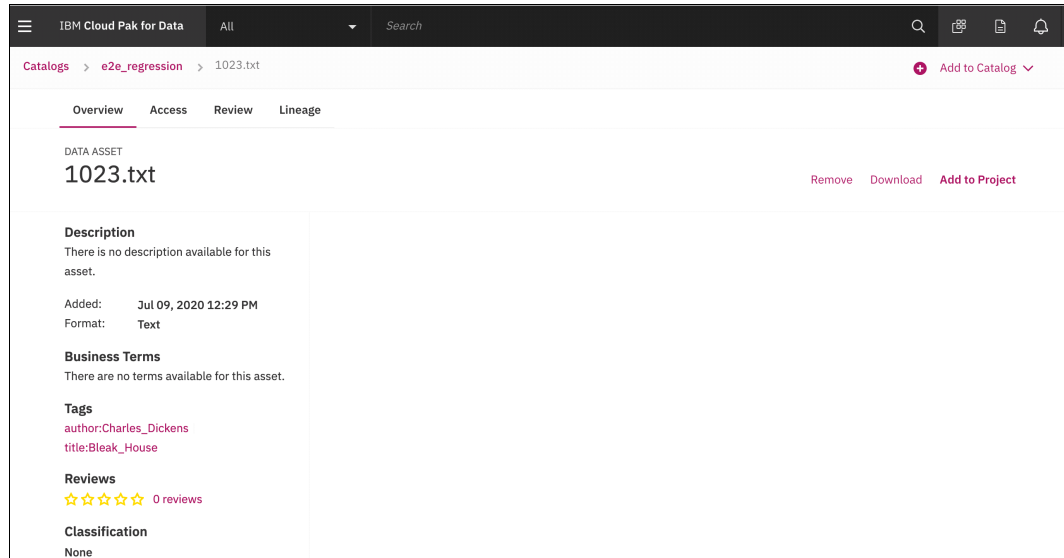 IBM Cloud Pak for Data
All
Search
Catalogs > e2e_regression > 1023.txt
Add to Catalog
Overview Access Review Lineage
DATA ASSET
1023.txt
Remove Download Add to Project
Description
There is no description available for this
asset.
Added: Jul 09, 2020 12:29 PM
Format: Text
Business Terms
There are no terms available for this asset.
Tags
author:Charles_Dickens
title:Bleak_House
Reviews
0 reviews
Classification
None